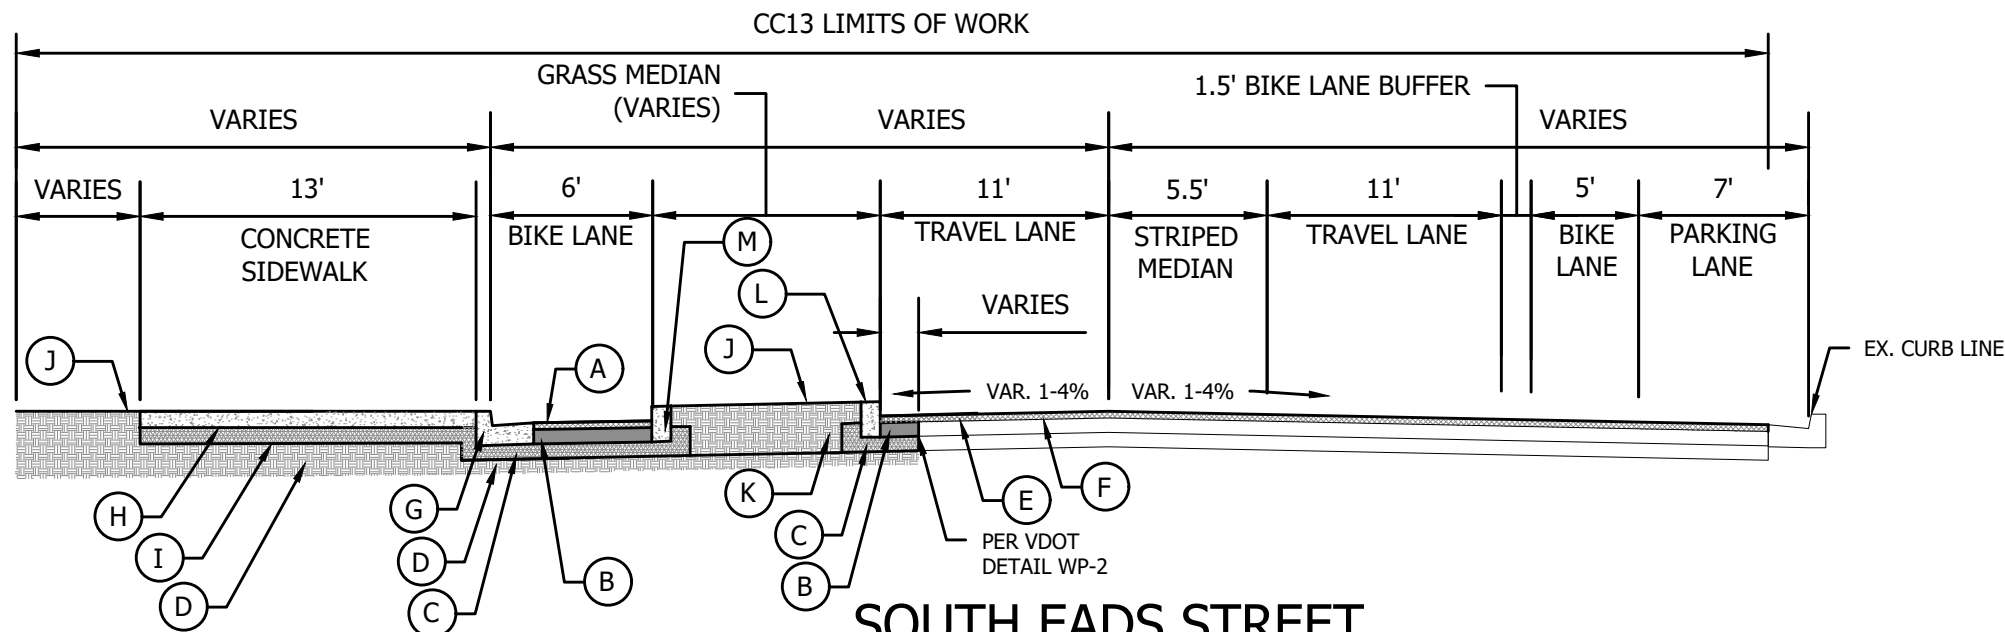 CC13 LIMITS OF WORK
GRASS MEDIAN
(VARIES)
1.5' BIKE LANE BUFFER
VARIES
VARIES
VARIES
VARIES
13'
6'
11'
5.5'
11'
5'
7'
CONCRETE
SIDEWALK
BIKE LANE
TRAVEL LANE
STRIPED
MEDIAN
TRAVEL LANE
BIKE
LANE
PARKING
LANE
M
L
VARIES
J
J
A
EX. CURB LINE
VAR. 1-4%
VAR. 1-4%
H
G
K
E
F
I
D
C
PER VDOT
DETAIL WP-2
D
C
B
B
SOUTH EADS STREET